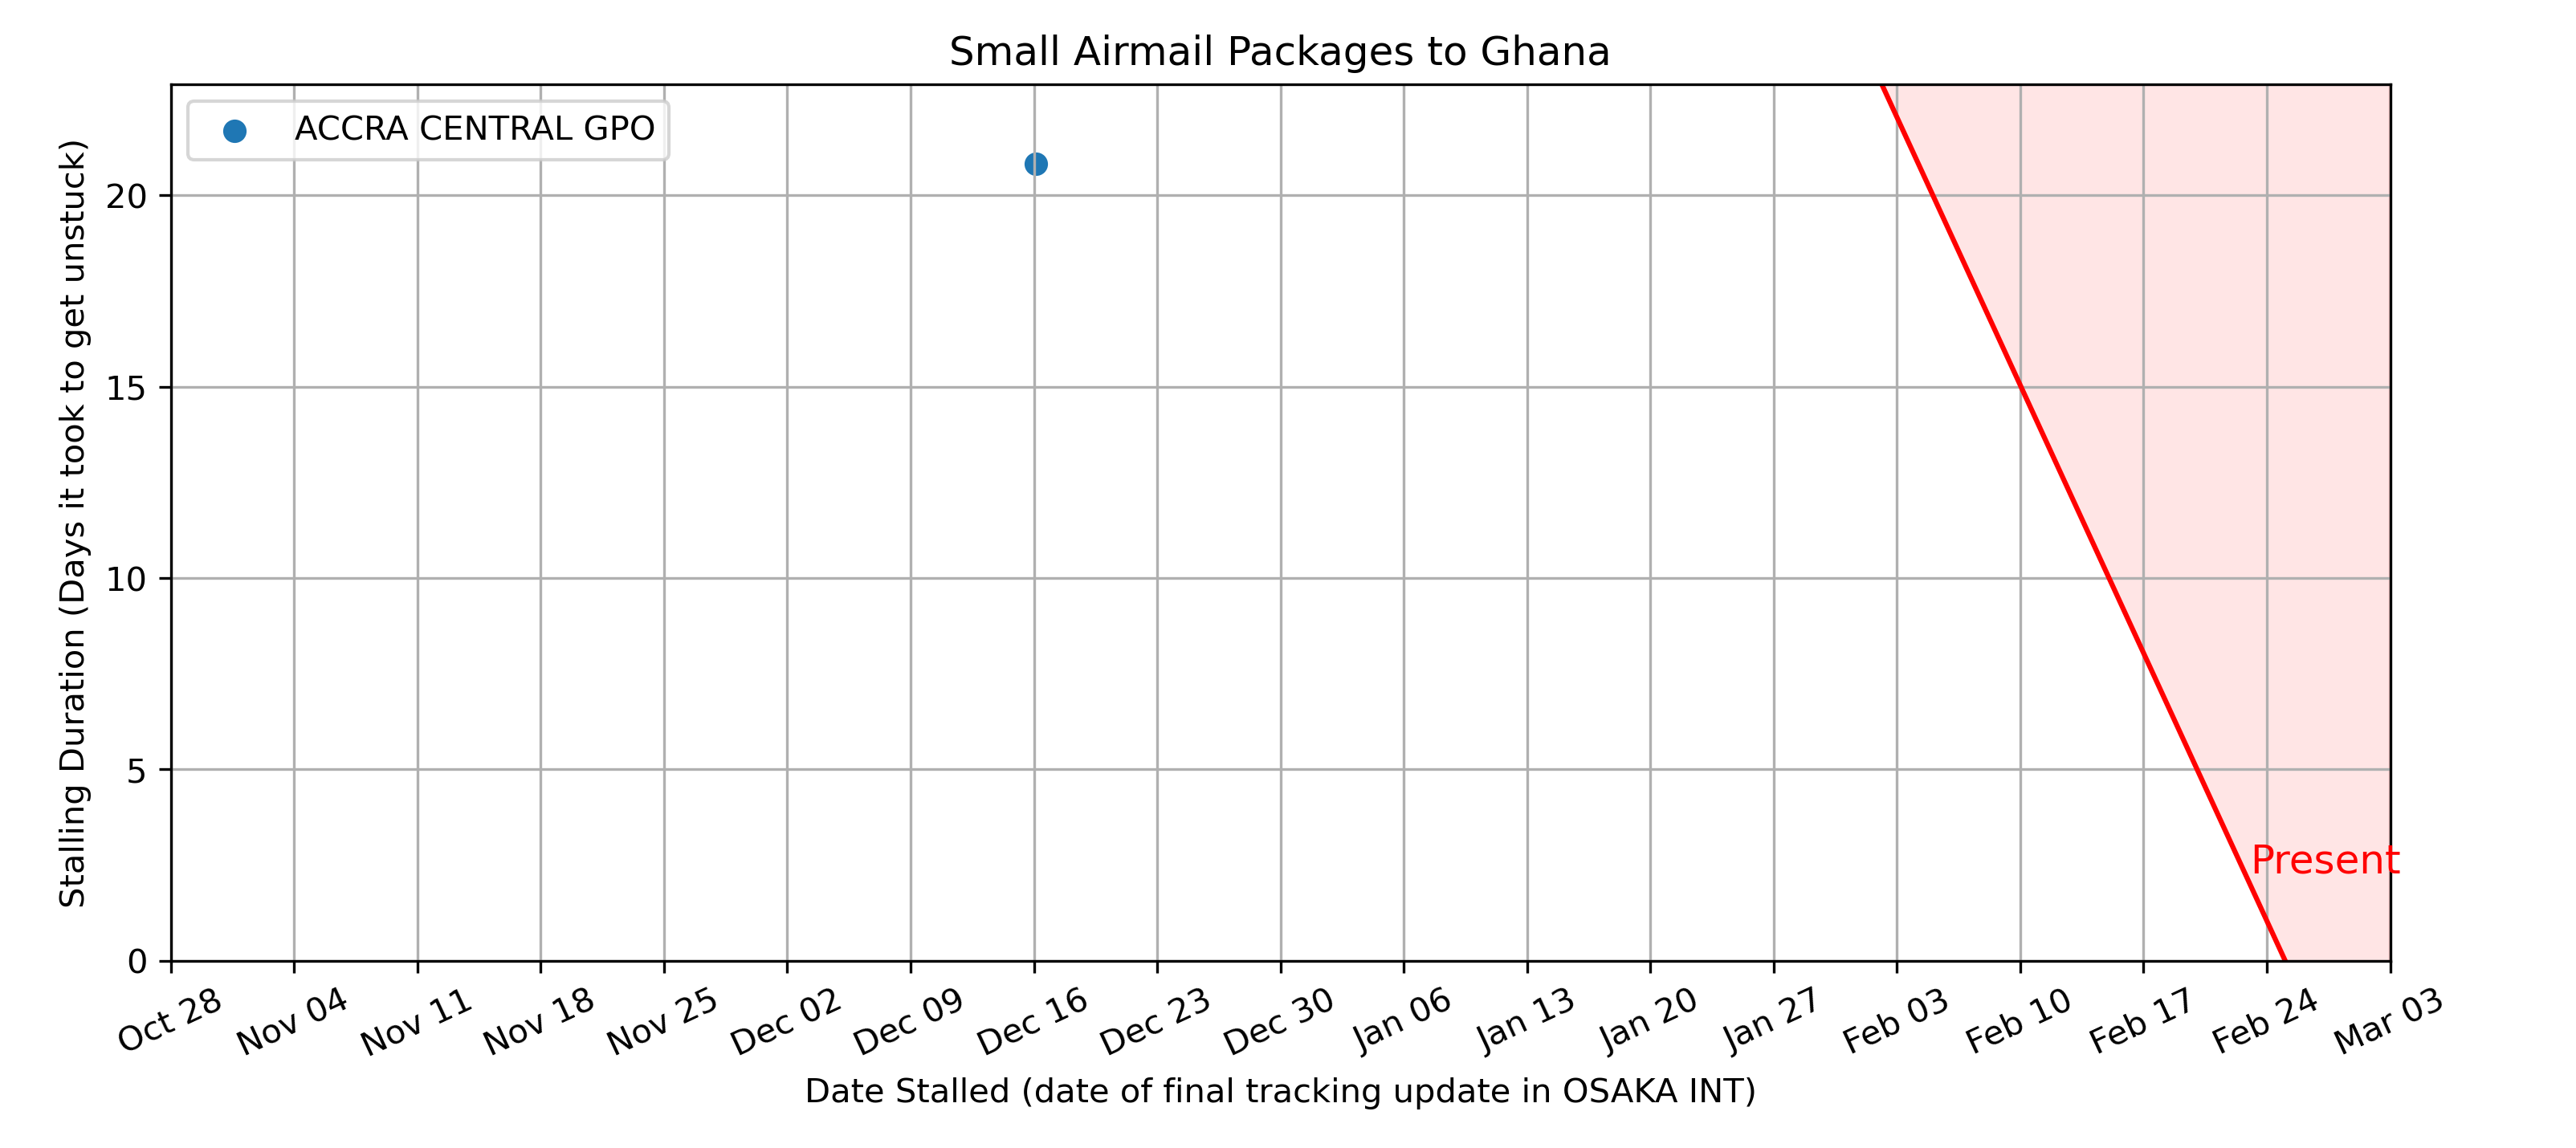 Small Airmail Packages to Ghana
ACCRA CENTRAL GPO
Stalling Duration (Days it took to get unstuck)
20
15
10
5
0
Present
Oct 28
Nov 04
Nov 11
Nov 18
Nov 25
Dec 02
Dec 09
Dec 16
Dec 23
Dec 30
Jan 06
Jan 13
Jan 20
Jan 27
Feb 03
Feb 10
Feb 17
Feb 24
Mar 03
Date Stalled (date of final tracking update in OSAKA INT)